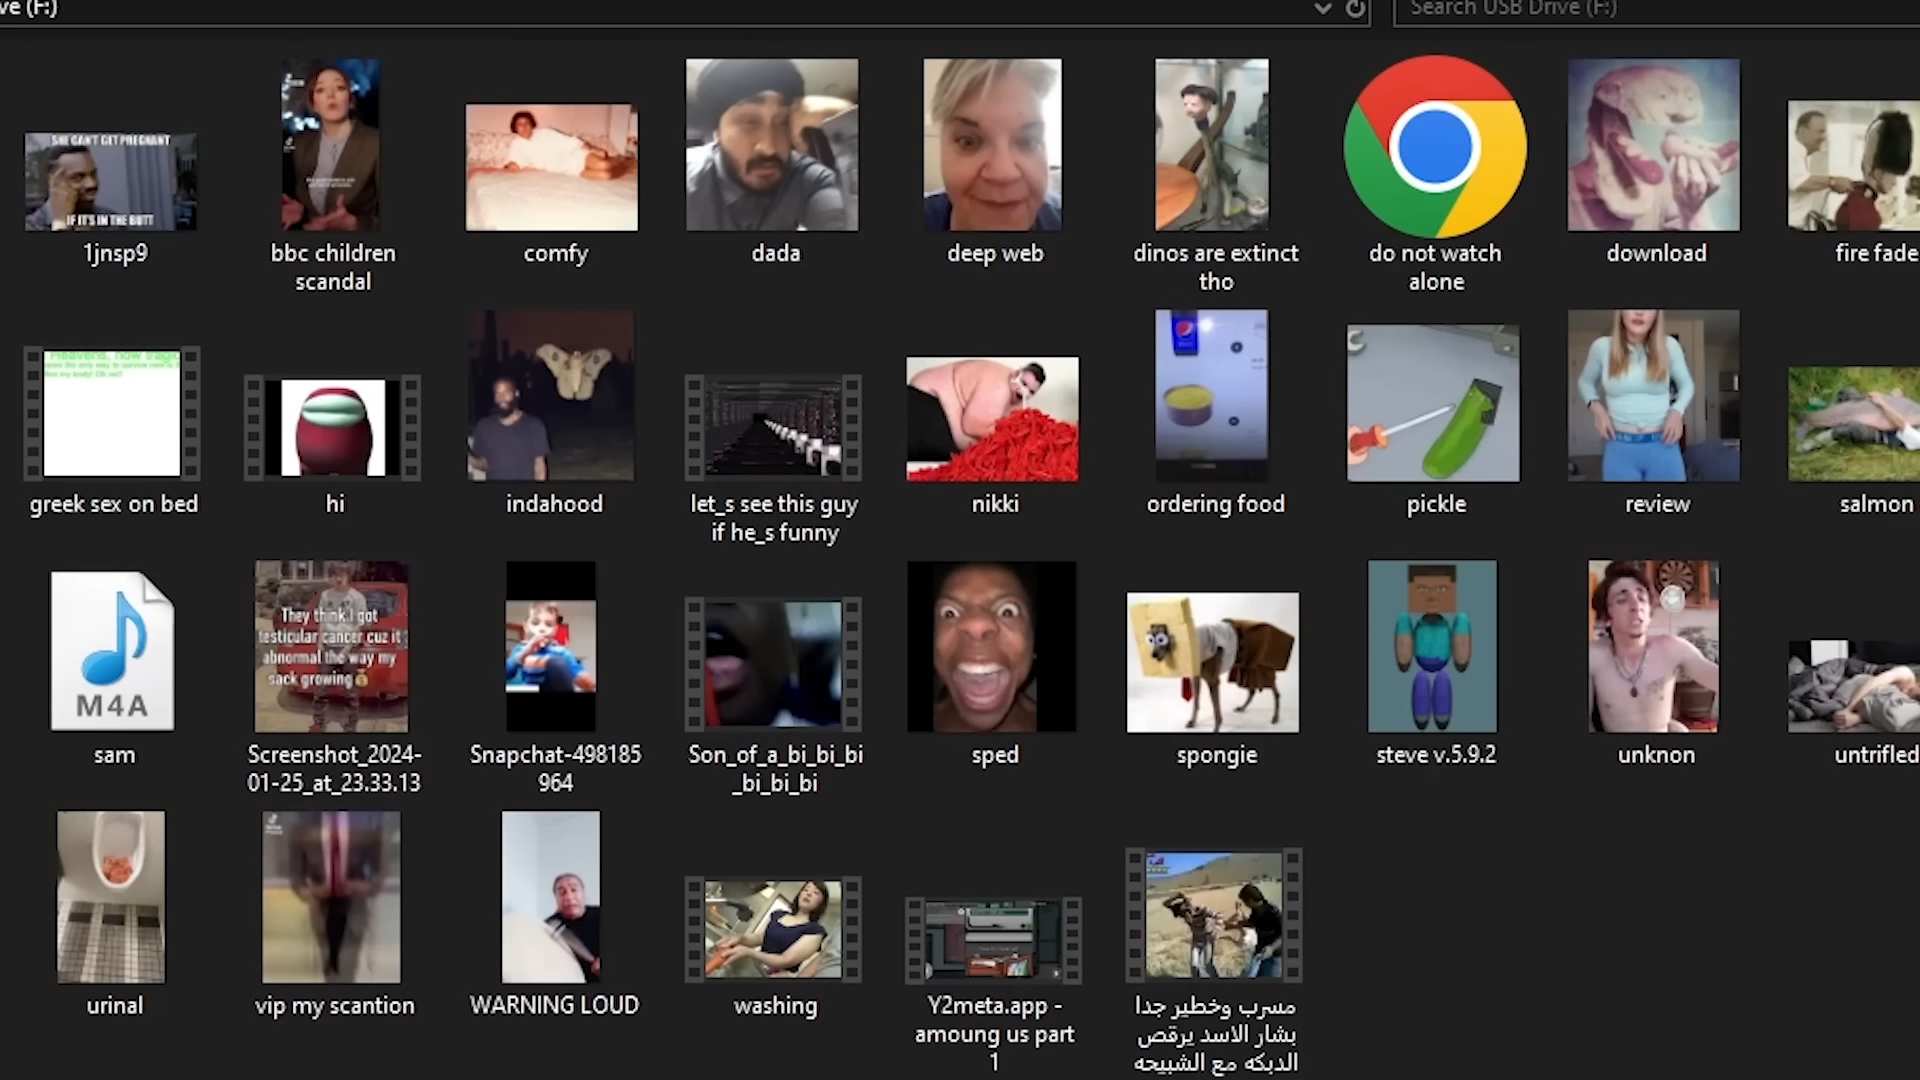 ve (F:)
Search USB Drive (F:)
SHE CAN'T GET PREGNANT
IF IT'S IN THE BUTT
1jnsp9
bbc children
scandal
comfy
dada
deep web
dinos are extinct
tho
do not watch
alone
download
fire fade
Heavens, how tragic
greek sex on bed
hi
indahood
let_s see this guy
if he_s funny
nikki
ordering food
pickle
review
salmon
M4A
sam
They think I got
testicular cancer cuz it
abnormal the way my
sack growing
Screenshot_2024-
01-25_at_23.33.13
Snapchat-498185
964
Son_of_a_bi_bi_bi
_bi_bi_bi
sped
spongie
steve v.5.9.2
unknon
untrifled
urinal
vip my scantion
WARNING LOUD
washing
Y2meta.app -
amoung us part
1
مسرب وخطير جدا
بشار الاسد يرقص
الدبكه مع الشبيحه